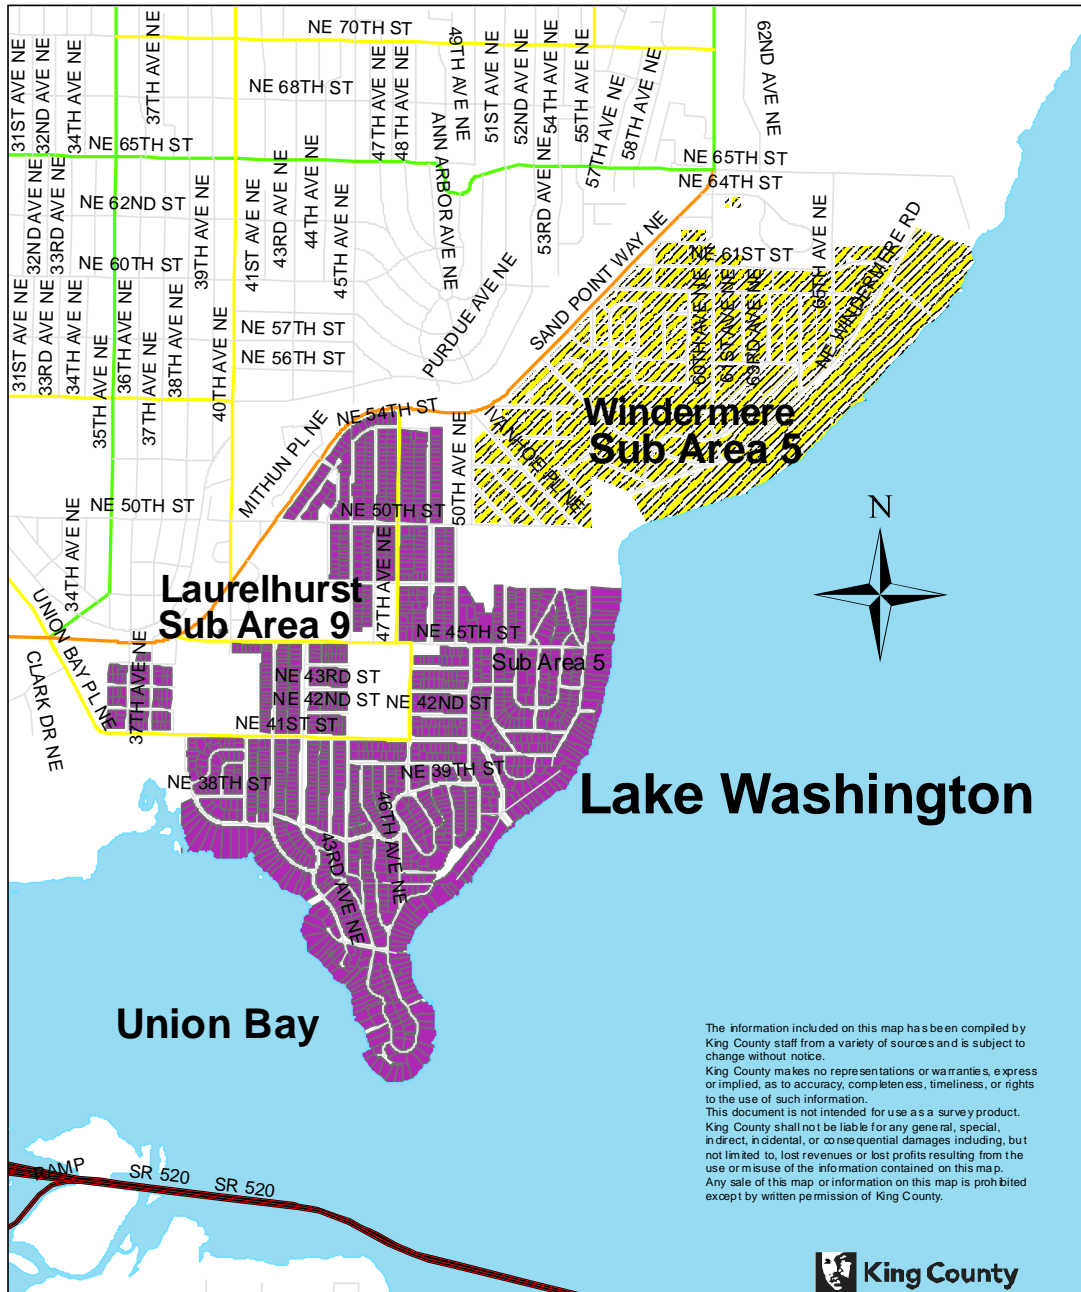 NE 70TH ST
62ND AVE NE
31ST AVE NE
32ND AVE NE
34TH AVE NE
37TH AVE NE
NE 68TH ST
47TH AVE NE
48TH AVE NE
49TH AVE NE
51ST AVE NE
52ND AVE NE
54TH AVE NE
55TH AVE NE
57TH AVE NE
58TH AVE NE
NE 65TH ST
NE 65TH ST
NE 64TH ST
32ND AVE NE
33RD AVE NE
NE 62ND ST
39TH AVE NE
41ST AVE NE
43RD AVE NE
44TH AVE NE
45TH AVE NE
ANN ARBOR AVE NE
53RD AVE NE
SAND POINT WAY NE
65TH AVE NE
NE WINDERMERE RD
NE 61ST ST
NE 60TH ST
PURDUE AVE NE
31ST AVE NE
33RD AVE NE
34TH AVE NE
35TH AVE NE
36TH AVE NE
37TH AVE NE
38TH AVE NE
40TH AVE NE
NE 57TH ST
NE 56TH ST
60TH AVE NE
61ST AVE NE
63RD AVE NE
NE 54TH ST
MITHUN PL NE
50TH AVE NE
IVANHOE PL NE
Windermere
Sub Area 5
NE 50TH ST
NE 50TH ST
N
34TH AVE NE
47TH AVE NE
Laurelhurst
Sub Area 9
UNION BAY PL NE
CLARK DR NE
37TH AVE NE
NE 45TH ST
Sub Area 5
NE 43RD ST
NE 42ND ST
NE 42ND ST
NE 41ST ST
NE 38TH ST
NE 39TH ST
46TH AVE NE
43RD AVE NE
Lake Washington
Union Bay
The information included on this map has been compiled by
King County staff from a variety of sources and is subject to
change without notice.
King County makes no representations or warranties, express
or implied, as to accuracy, completeness, timeliness, or rights
to the use of such information.
This document is not intended for use as a survey product.
King County shall not be liable for any general, special,
indirect, incidental, or consequential damages including, but
not limited to, lost revenues or lost profits resulting from the
use or misuse of the information contained on this map.
Any sale of this map or information on this map is prohibited
except by written permission of King County.
RAMP
SR 520
SR 520
King County